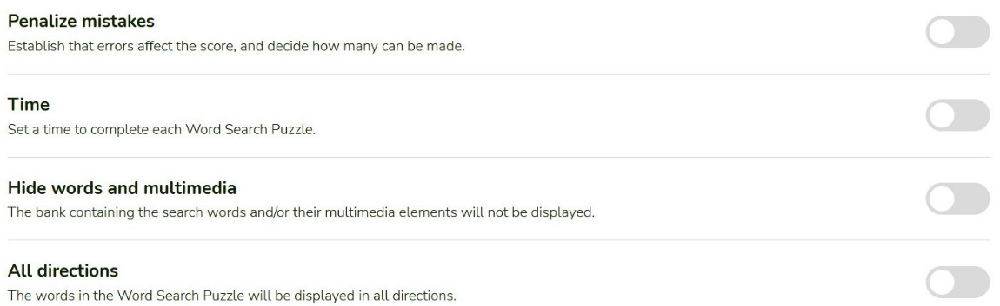 Penalize mistakes
Establish that errors affect the score, and decide how many can be made.
Time
Set a time to complete each Word Search Puzzle.
Hide words and multimedia
The bank containing the search words and/or their multimedia elements will not be displayed.
All directions
The words in the Word Search Puzzle will be displayed in all directions.